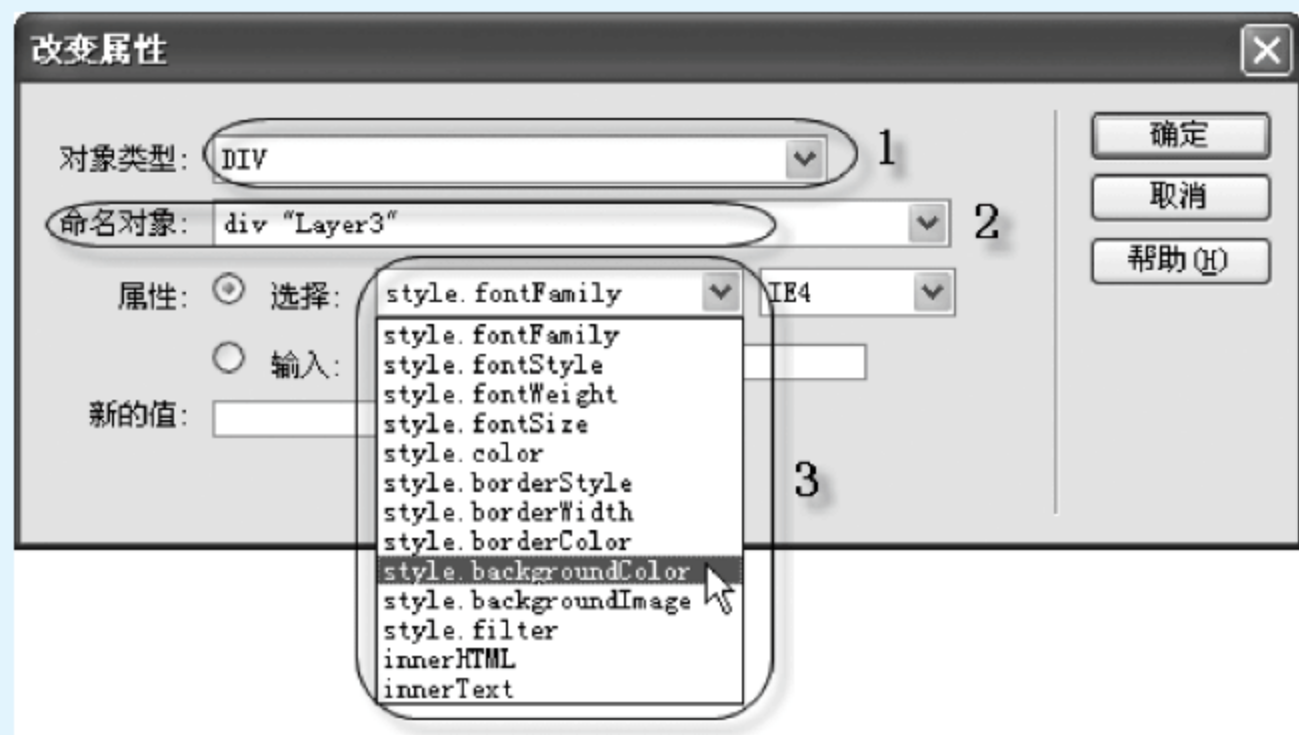 改变属性
对象类型: DIV 1
确定
命名对象: div "Layer3" 2
取消
属性: 选择: style.fontFamily IE4
帮助(H)
输入:
新的值:
style.fontFamily
style.fontStyle
style.fontWeight
style.fontSize
style.color
style.borderStyle
style.borderWidth
style.borderColor
style.backgroundColor
style.backgroundImage
style.filter
innerHTML
innerText
3